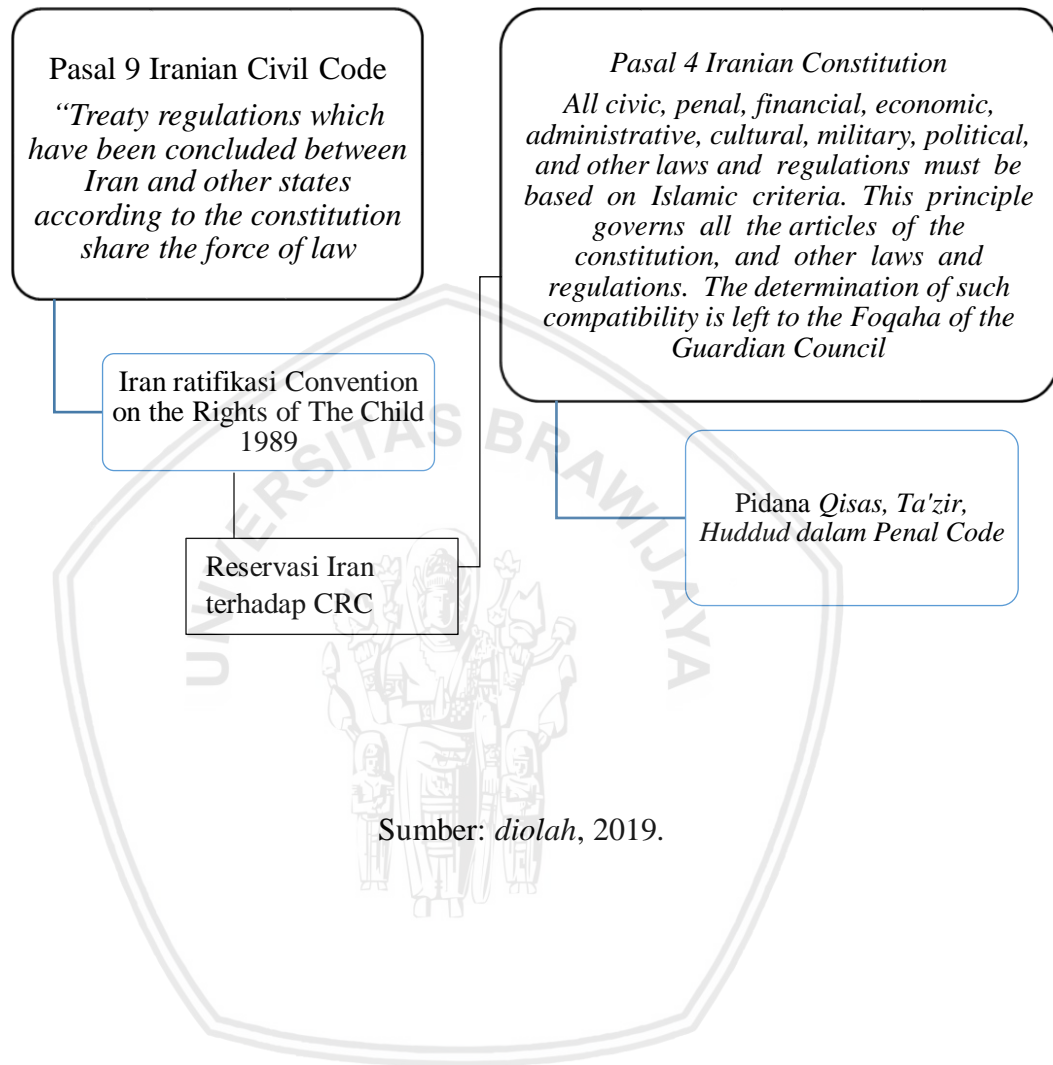 Pasal 9 Iranian Civil Code
“Treaty regulations which
have been concluded between
Iran and other states
according to the constitution
share the force of law
Iran ratifikasi Convention
on the Rights of The Child
1989
Reservasi Iran
terhadap CRC
Pasal 4 Iranian Constitution
All civic, penal, financial, economic,
administrative, cultural, military, political,
and other laws and regulations must be
based on Islamic criteria. This principle
governs all the articles of the
constitution, and other laws and
regulations. The determination of such
compatibility is left to the Foqaha of the
Guardian Council
Pidana Qisas, Ta'zir,
Huddud dalam Penal Code
UNIVERSITAS BRAWIJAYA
Sumber: diolah, 2019.